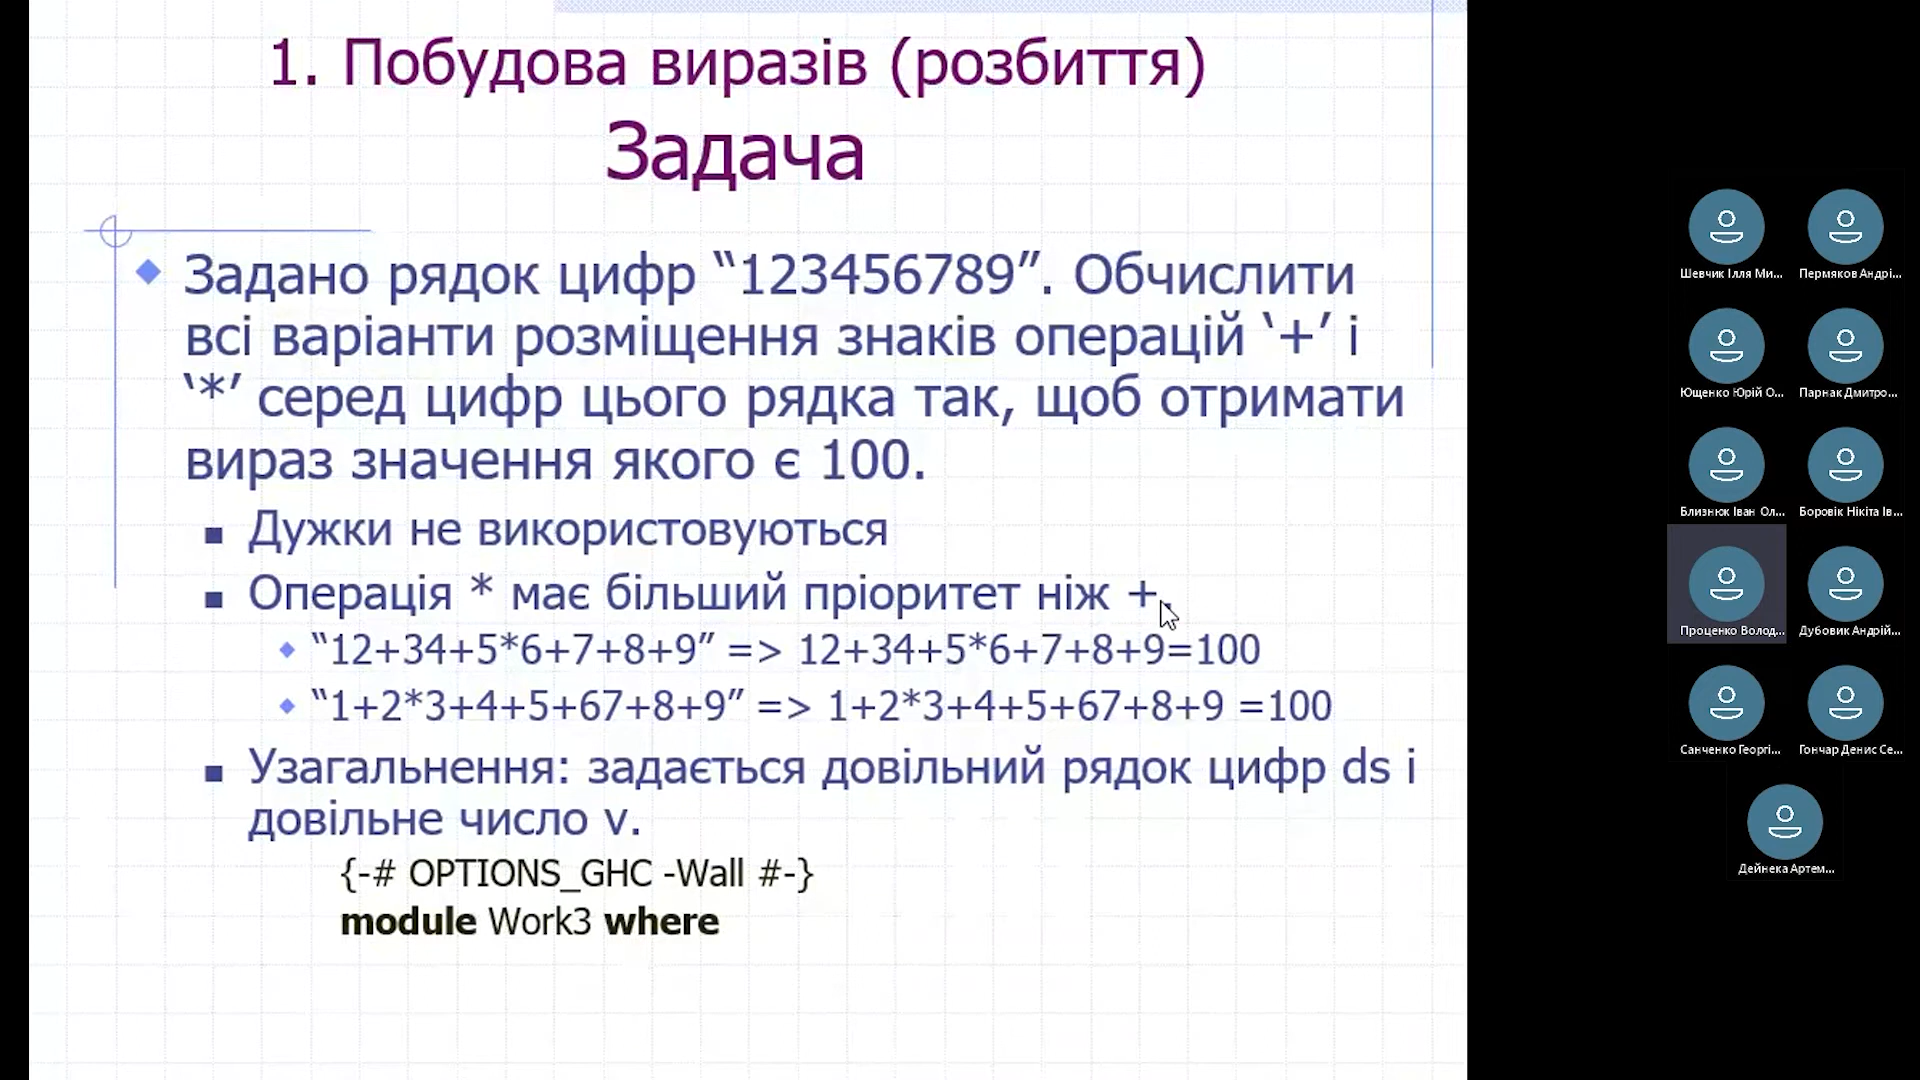 1. Побудова виразів (розбиття)
Задача
Задано рядок цифр “123456789”. Обчислити
всі варіанти розміщення знаків операцій ‘+’ і
‘*’ серед цифр цього рядка так, щоб отримати
вираз значення якого є 100.
Дужки не використовуються
Операція * має більший пріоритет ніж +.
“12+34+5*6+7+8+9” => 12+34+5*6+7+8+9=100
“1+2*3+4+5+67+8+9” => 1+2*3+4+5+67+8+9 =100
Узагальнення: задається довільний рядок цифр ds і
довільне число v.
{-# OPTIONS_GHC -Wall #-}
module Work3 where
Шевчик Ілля Ми... Пермяков Андрі...
Ющенко Юрій О... Парнак Дмитро...
Близнюк Іван Ол... Боровік Нікіта Ів...
Проценко Волод... Дубовик Андрій...
Санченко Георгі... Гончар Денис Се...
Дейнека Артем...